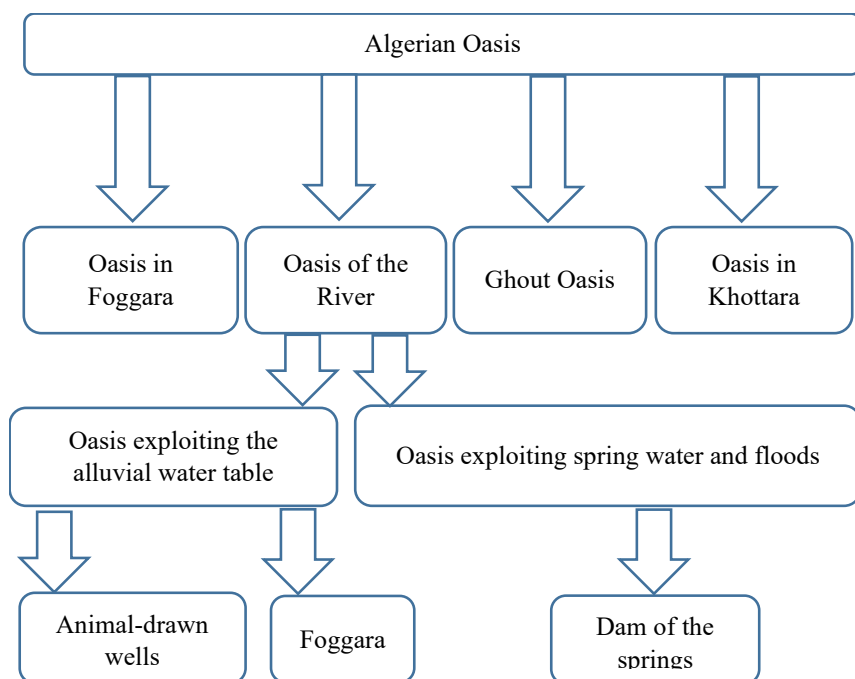 Algerian Oasis
Oasis in
Foggara
Oasis of the
River
Ghout Oasis
Oasis in
Khottara
Oasis exploiting the
alluvial water table
Oasis exploiting spring water and floods
Animal-drawn
wells
Foggara
Dam of the
springs